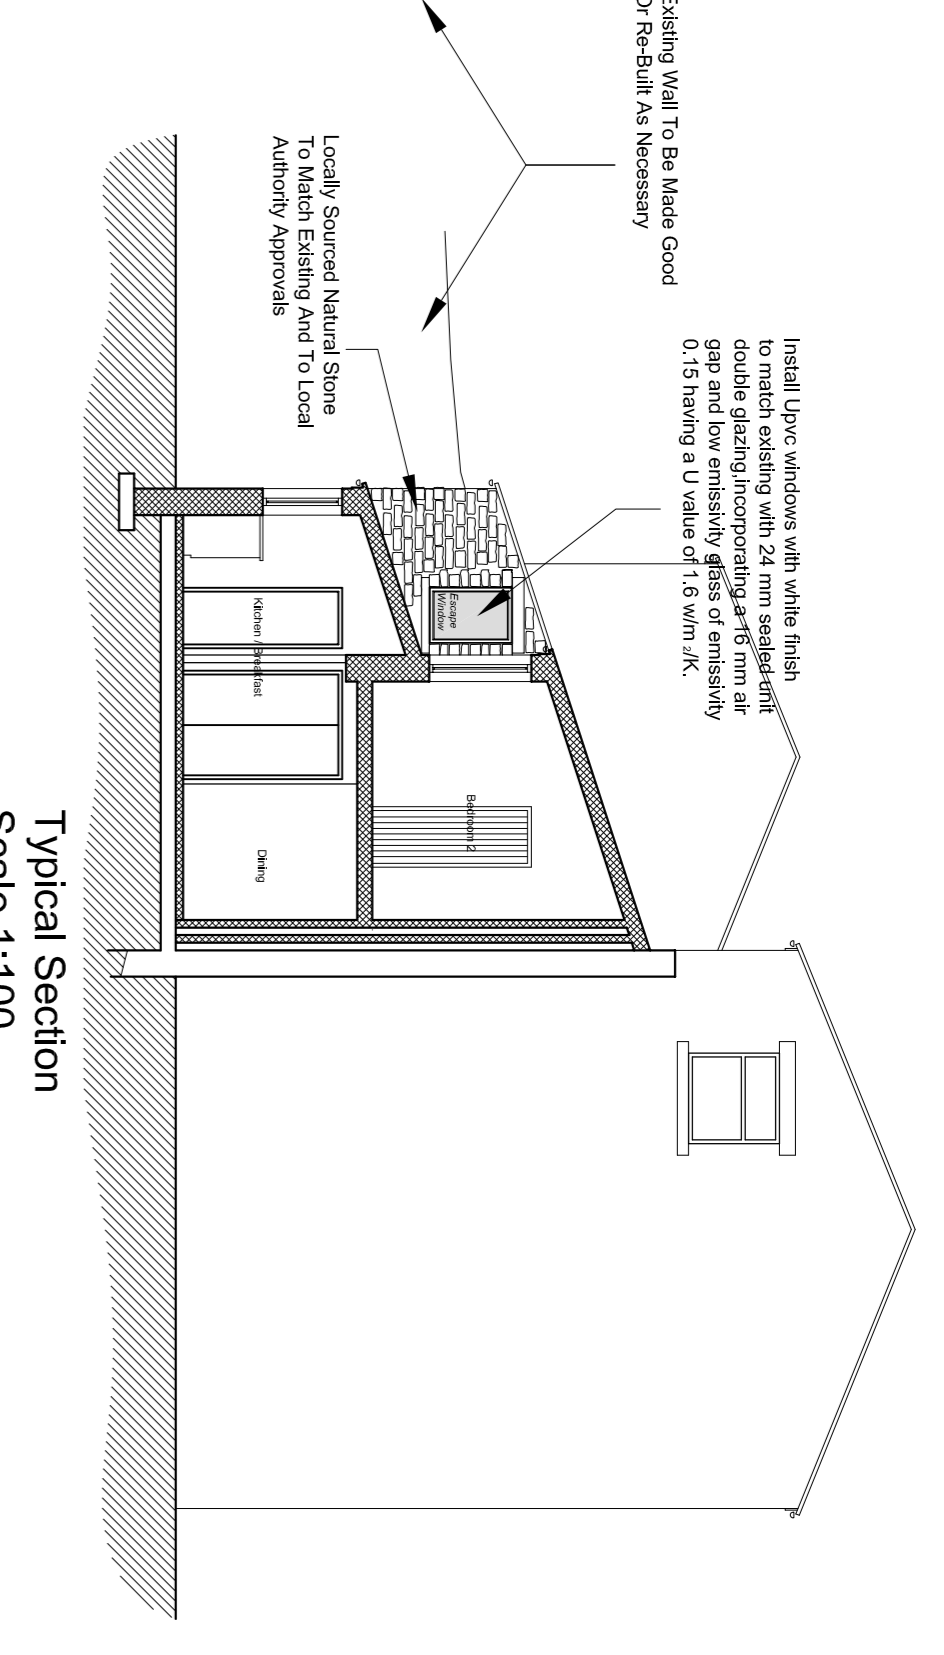 Existing Wall To Be Made Good
Or Re-Built As Necessary
Install Upvc windows with white finish
to match existing with 24 mm sealed unit
double glazing,incorporating a 16 mm air
gap and low emissivity glass of emissivity
0.15 having a U value of 1.6 w/m ₂/K.
Locally Sourced Natural Stone
To Match Existing And To Local
Authority Approvals
Escape
Window
Bedroom 2
Kitchen / Breakfast
Dining
Typical Section
Scale 1:100